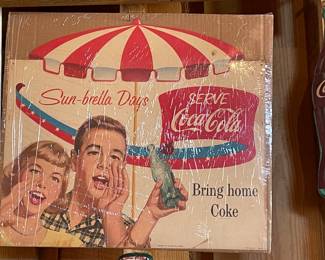 Sun-brella Days
SERVE
Coca-Cola
Bring home
Coke